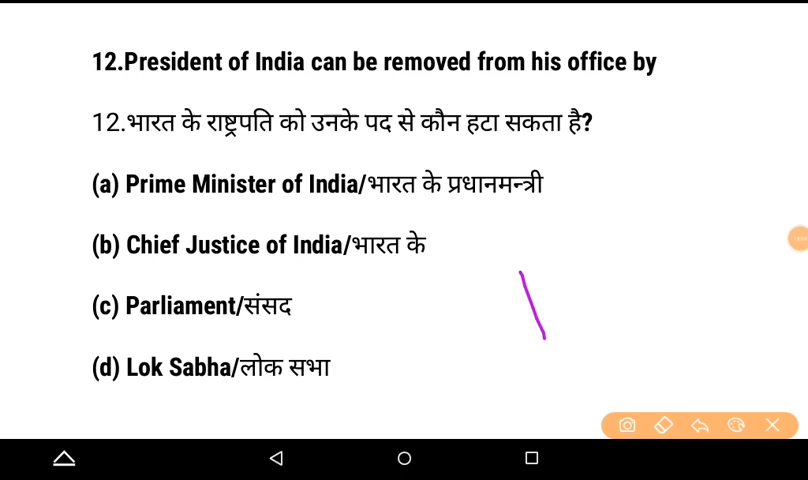 12.President of India can be removed from his office by
12.भारत के राष्ट्रपति को उनके पद से कौन हटा सकता है?
(a) Prime Minister of India/भारत के प्रधानमन्त्री
(b) Chief Justice of India/भारत के
(c) Parliament/संसद
(d) Lok Sabha/लोक सभा